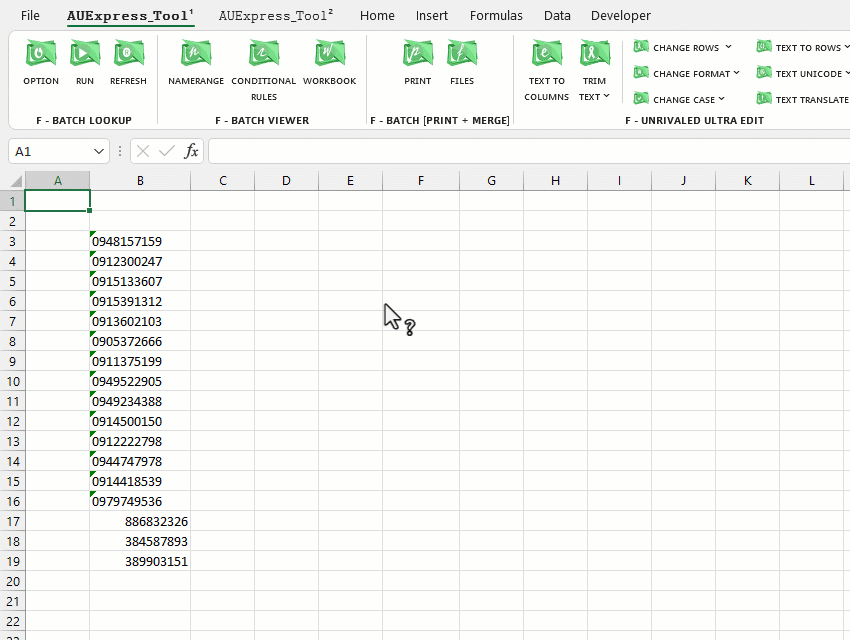 File AUExpress_Tool¹ AUExpress_Tool² Home Insert Formulas Data Developer
OPTION RUN REFRESH NAMERANGE CONDITIONAL RULES WORKBOOK PRINT FILES TEXT TO COLUMNS TRIM TEXT
CHANGE ROWS TEXT TO ROWS
CHANGE FORMAT TEXT UNICODE
CHANGE CASE TEXT TRANSLATE
F - BATCH LOOKUP F - BATCH VIEWER F - BATCH [PRINT + MERGE] F - UNRIVALED ULTRA EDIT
A1 fx
A B C D E F G H I J K L
1
2
3 0948157159
4 0912300247
5 0915133607
6 0915391312
7 0913602103
8 0905372666
9 0911375199
10 0949522905
11 0949234388
12 0914500150
13 0912222798
14 0944747978
15 0914418539
16 0979749536
17 886832326
18 384587893
19 389903151
20
21
22